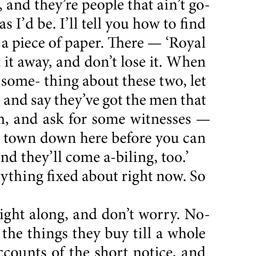 , and they're people that ain't go-
as I'd be. I'll tell you how to find
a piece of paper. There — ‘Royal
it away, and don't lose it. When
some- thing about these two, let
and say they've got the men that
, and ask for some witnesses —
town down here before you can
nd they'll come a-biling, too.’
ything fixed about right now. So
ight along, and don't worry. No-
the things they buy till a whole
ccounts of the short notice, and